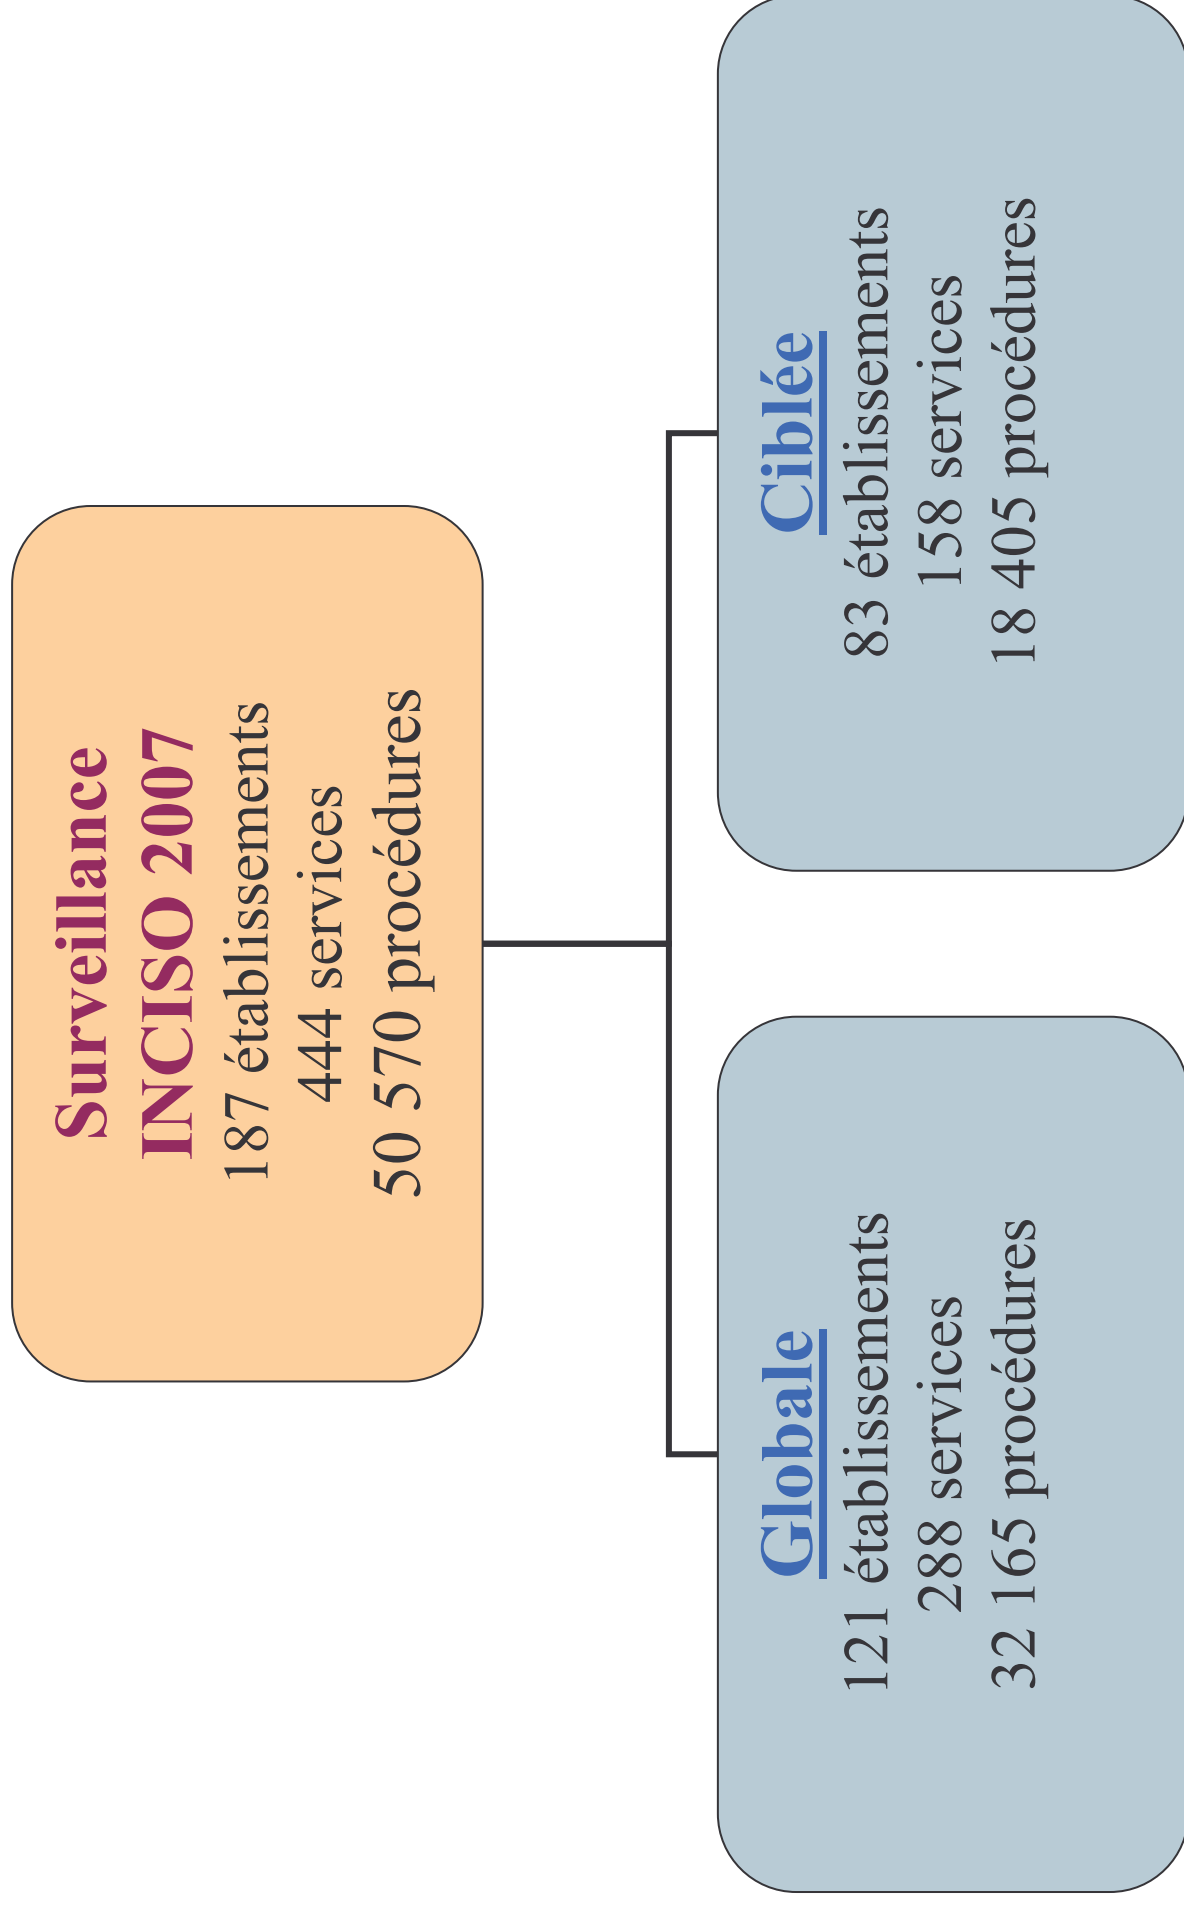 Surveillance
INCISO 2007
187 établissements
444 services
50 570 procédures
Globale
121 établissements
288 services
32 165 procédures
Ciblée
83 établissements
158 services
18 405 procédures